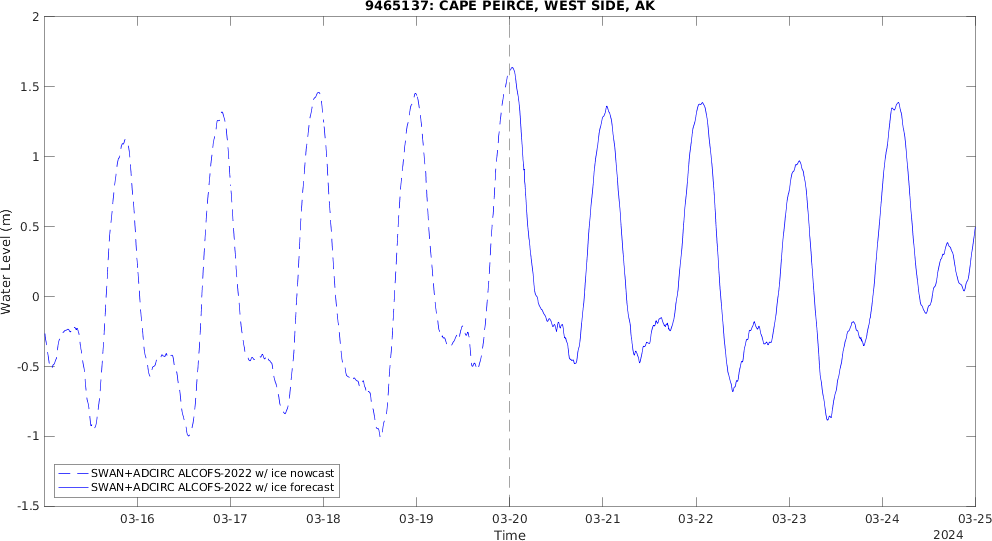 9465137: CAPE PEIRCE, WEST SIDE, AK
2
1.5
1
0.5
0
-0.5
-1
-1.5
Water Level (m)
SWAN+ADCIRC ALCOFS-2022 w/ ice nowcast
SWAN+ADCIRC ALCOFS-2022 w/ ice forecast
03-16 03-17 03-18 03-19 03-20 03-21 03-22 03-23 03-24 03-25
Time
2024